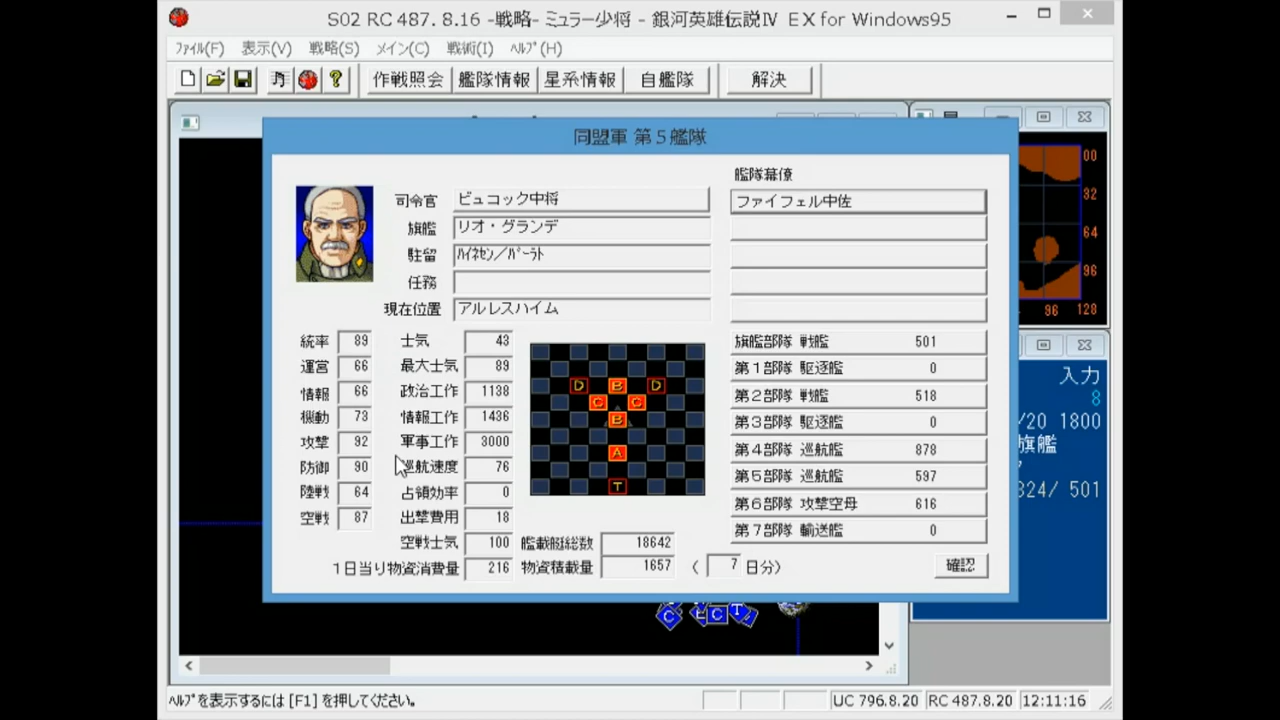 S02 RC 487. 8.16 -戦略- ミュラー少将 - 銀河英雄伝説Ⅳ EX for Windows95
ﾌｧｲﾙ(F) 表示(V) 戦略(S) メイン(C) 戦術(I) ﾍﾙﾌﾟ(H)
作戦照会 艦隊情報 星系情報 自艦隊 解決
同盟軍 第５艦隊
司令官 ビュコック中将
旗艦 リオ・グランデ
駐留 ﾊｲﾈｾﾝ／ﾊﾞｰﾗﾄ
任務
現在位置 アルレスハイム
艦隊幕僚
ファイフェル中佐
統率 89 士気 43
運営 66 最大士気 89
情報 66 政治工作 1138
機動 73 情報工作 1436
攻撃 92 軍事工作 3000
防御 90 巡航速度 76
陸戦 64 占領効率 0
空戦 87 出撃費用 18
空戦士気 100 艦載艇総数 18642
1日当り物資消費量 216 物資積載量 1657 ( 7 日分)
D B D
C C
B
A
T
旗艦部隊 戦艦 501
第１部隊 駆逐艦 0
第２部隊 戦艦 518
第３部隊 駆逐艦 0
第４部隊 巡航艦 878
第５部隊 巡航艦 597
第６部隊 攻撃空母 616
第７部隊 輸送艦 0
確認
00
32
64
96
96 128
入力
8
/20 1800
旗艦
324/ 501
C C T
ﾍﾙﾌﾟを表示するには [F1] を押してください。
UC 796.8.20 RC 487.8.20 12:11:16